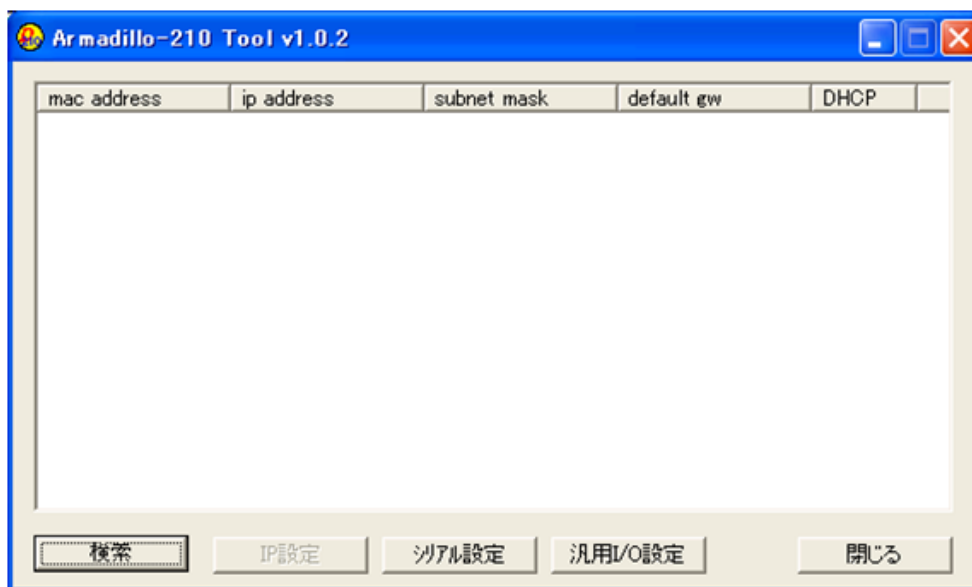 Armadillo-210 Tool v1.0.2
mac address ip address subnet mask default gw DHCP
検索 IP設定 シリアル設定 汎用I/O設定 閉じる